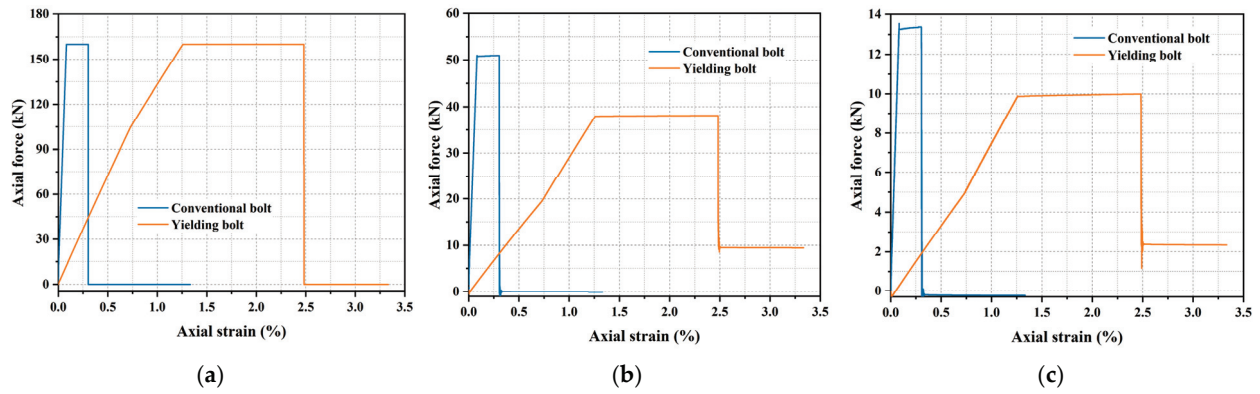 180
150
120
90
60
30
0
Axial force (kN)
Conventional bolt
Yielding bolt
0.0 0.5 1.0 1.5 2.0 2.5 3.0 3.5
Axial strain (%)
(a)
60
50
40
30
20
10
0
Axial force (kN)
Conventional bolt
Yielding bolt
0.0 0.5 1.0 1.5 2.0 2.5 3.0 3.5
Axial strain (%)
(b)
14
12
10
8
6
4
2
0
Axial force (kN)
Conventional bolt
Yielding bolt
0.0 0.5 1.0 1.5 2.0 2.5 3.0 3.5
Axial strain (%)
(c)